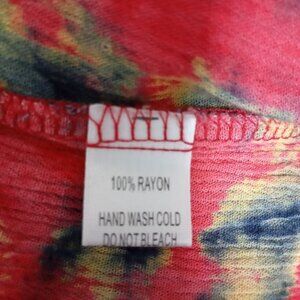 100% RAYON
HAND WASH COLD
DO NOT BLEACH